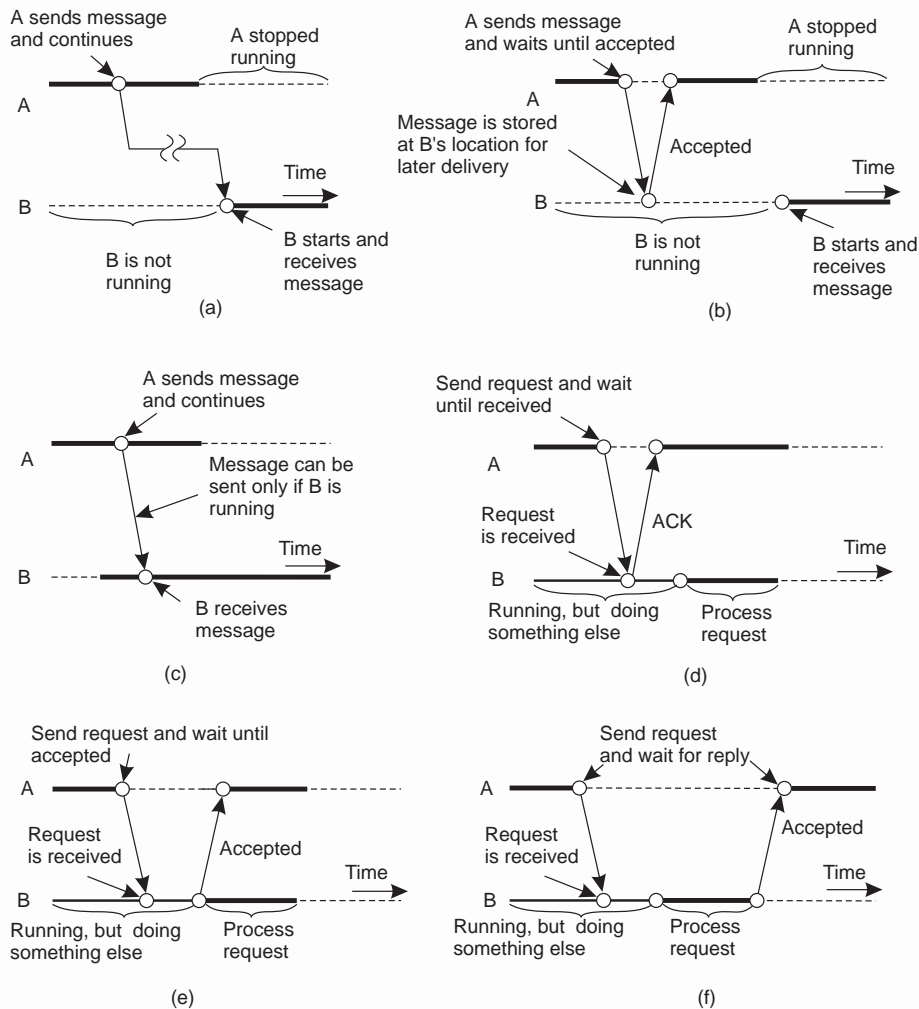 A sends message
and continues
A stopped
running
A
Time
B
B is not
running
B starts and
receives
message
(a)
A sends message
and waits until accepted
A stopped
running
A
Message is stored
at B's location for
later delivery
Accepted
Time
B
B is not
running
B starts and
receives
message
(b)
A sends message
and continues
A
Message can be
sent only if B is
running
Time
B
B receives
message
(c)
Send request and wait
until received
A
Request
is received
ACK
Time
B
Running, but doing
something else
Process
request
(d)
Send request and wait until
accepted
A
Request
is received
Accepted
Time
B
Running, but doing
something else
Process
request
(e)
Send request
and wait for reply
A
Request
is received
Accepted
Time
B
Running, but doing
something else
Process
request
(f)